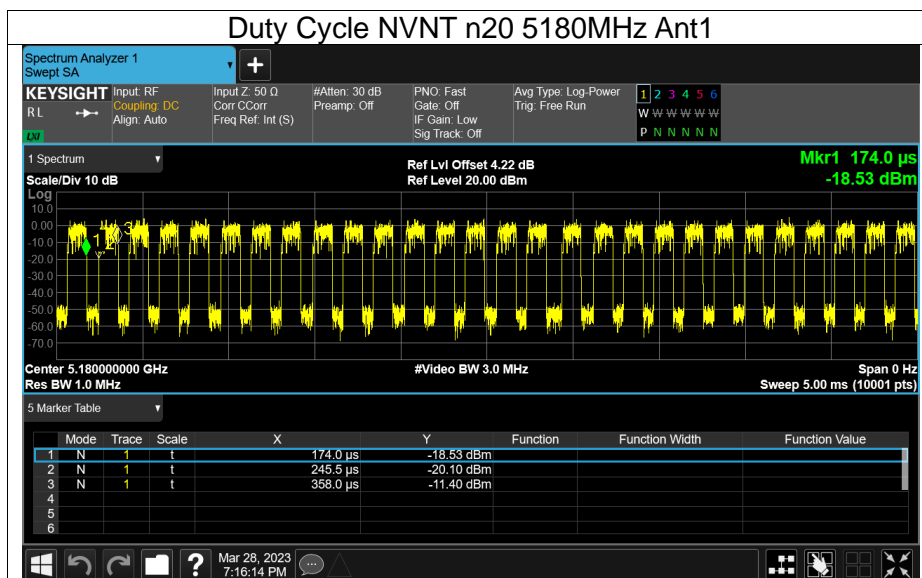 Duty Cycle NVNT n20 5180MHz Ant1
Spectrum Analyzer 1
Swept SA
+
KEYSIGHT Input: RF Input Z: 50 Ω #Atten: 30 dB PNO: Fast Avg Type: Log-Power 1 2 3 4 5 6
R L Coupling: DC Corr CCorr Preamp: Off Gate: Off Trig: Free Run W W W W W W
Align: Auto Freq Ref: Int (S) IF Gain: Low
LXI Sig Track: Off P N N N N N
1 Spectrum Ref Lvl Offset 4.22 dB Mkr1 174.0 µs
Scale/Div 10 dB Ref Level 20.00 dBm -18.53 dBm
Log
10.0
0.00
-10.0
-20.0
-30.0
-40.0
-50.0
-60.0
-70.0
1 2 3
Center 5.180000000 GHz #Video BW 3.0 MHz Span 0 Hz
Res BW 1.0 MHz Sweep 5.00 ms (10001 pts)
5 Marker Table
Mode Trace Scale X Y Function Function Width Function Value
1 N 1 t 174.0 µs -18.53 dBm
2 N 1 t 245.5 µs -20.10 dBm
3 N 1 t 358.0 µs -11.40 dBm
4
5
6
? Mar 28, 2023
7:16:14 PM